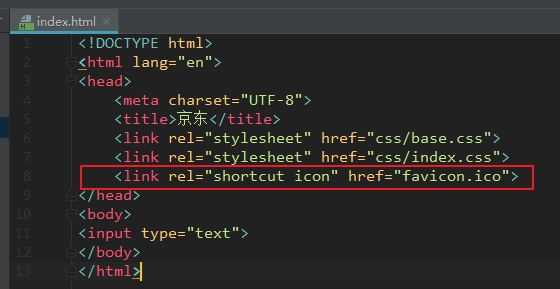 index.html
1 <!DOCTYPE html>
2 <html lang="en">
3 <head>
4 <meta charset="UTF-8">
5 <title>京东</title>
6 <link rel="stylesheet" href="css/base.css">
7 <link rel="stylesheet" href="css/index.css">
8 <link rel="shortcut icon" href="favicon.ico">
9 </head>
10 <body>
11 <input type="text">
12 </body>
13 </html>